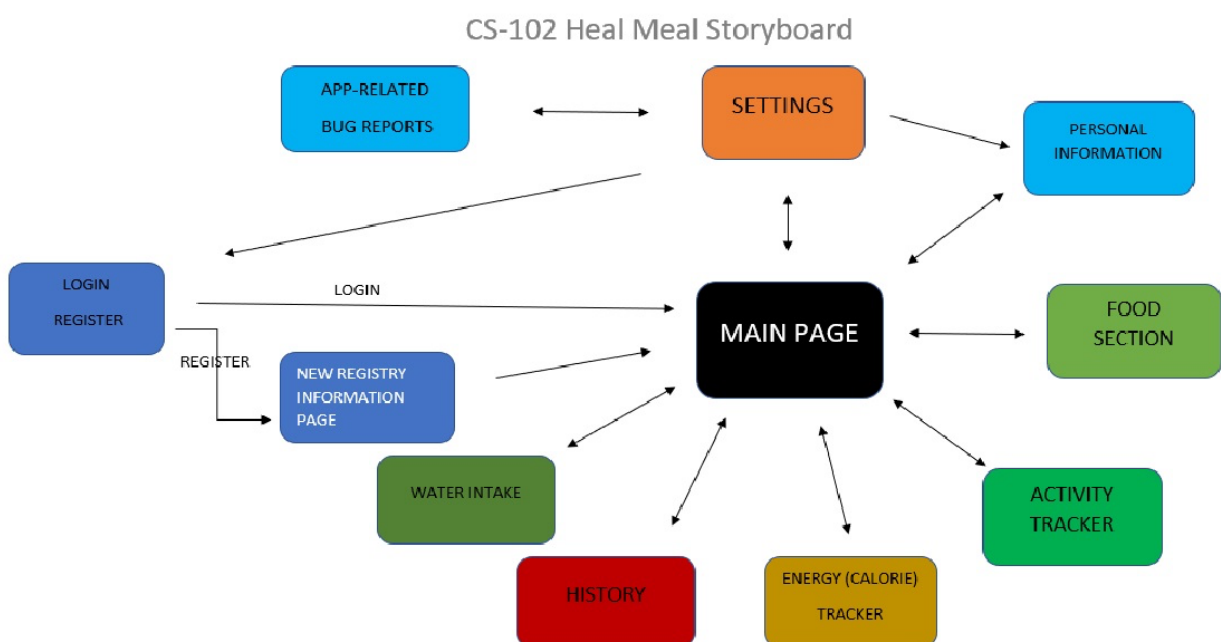 CS-102 Heal Meal Storyboard
APP-RELATED
BUG REPORTS
SETTINGS
PERSONAL
INFORMATION
LOGIN
REGISTER
LOGIN
MAIN PAGE
FOOD
SECTION
REGISTER
NEW REGISTRY
INFORMATION
PAGE
WATER INTAKE
ACTIVITY
TRACKER
HISTORY
ENERGY (CALORIE)
TRACKER